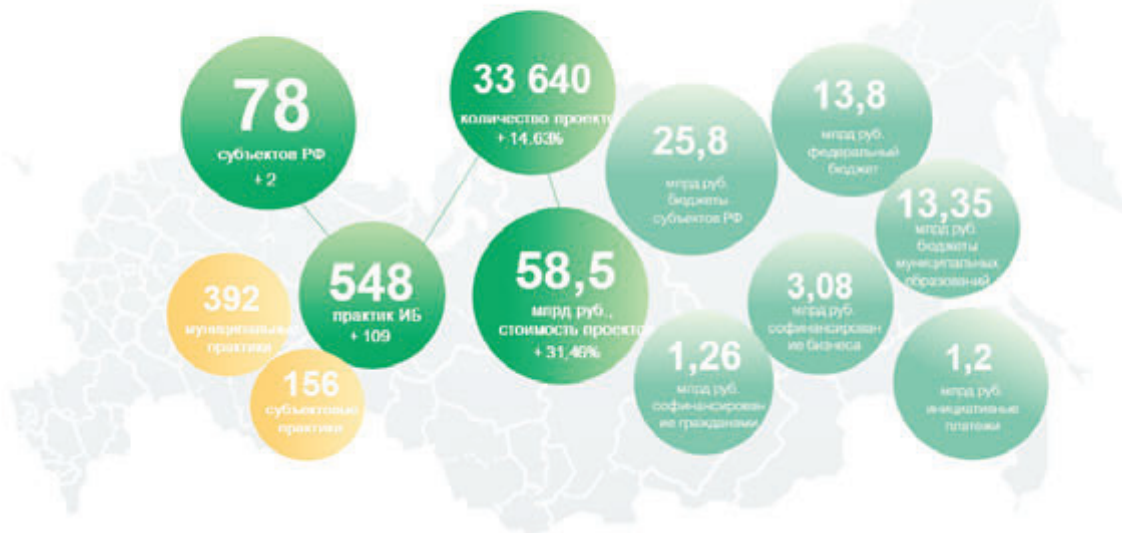 78
субъектов РФ
+ 2
33 640
количество проекто
+ 14.63%
548
практик ИБ
+ 109
392
муниципальные
практики
156
субъектовые
практики
58,5
млрд руб.,
стоимость проекто
+ 31,46%
25,8
млрд руб.
бюджеты
субъектов РФ
13,8
млрд руб.
федеральный
бюджет
13,35
млрд руб.
бюджеты
муниципальных
образований
3,08
млрд руб.
софинансирован
ие бизнеса
1,26
млрд руб.
софинансирован
ие гражданами
1,2
млрд руб.
инициативные
платежи